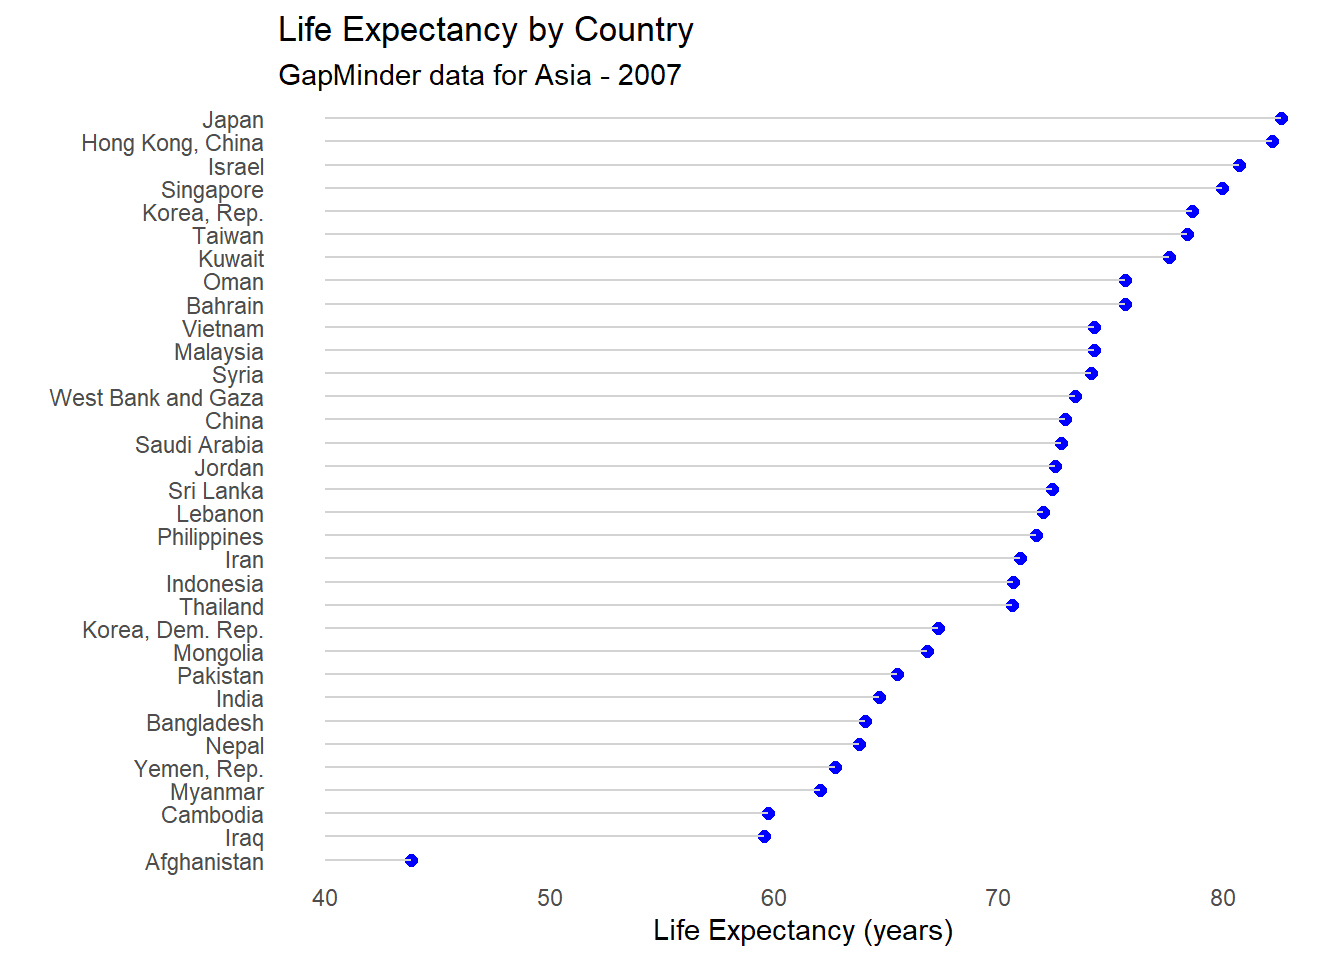 Life Expectancy by Country
GapMinder data for Asia - 2007
Japan
Hong Kong, China
Israel
Singapore
Korea, Rep.
Taiwan
Kuwait
Oman
Bahrain
Vietnam
Malaysia
Syria
West Bank and Gaza
China
Saudi Arabia
Jordan
Sri Lanka
Lebanon
Philippines
Iran
Indonesia
Thailand
Korea, Dem. Rep.
Mongolia
Pakistan
India
Bangladesh
Nepal
Yemen, Rep.
Myanmar
Cambodia
Iraq
Afghanistan
40 50 60 70 80
Life Expectancy (years)